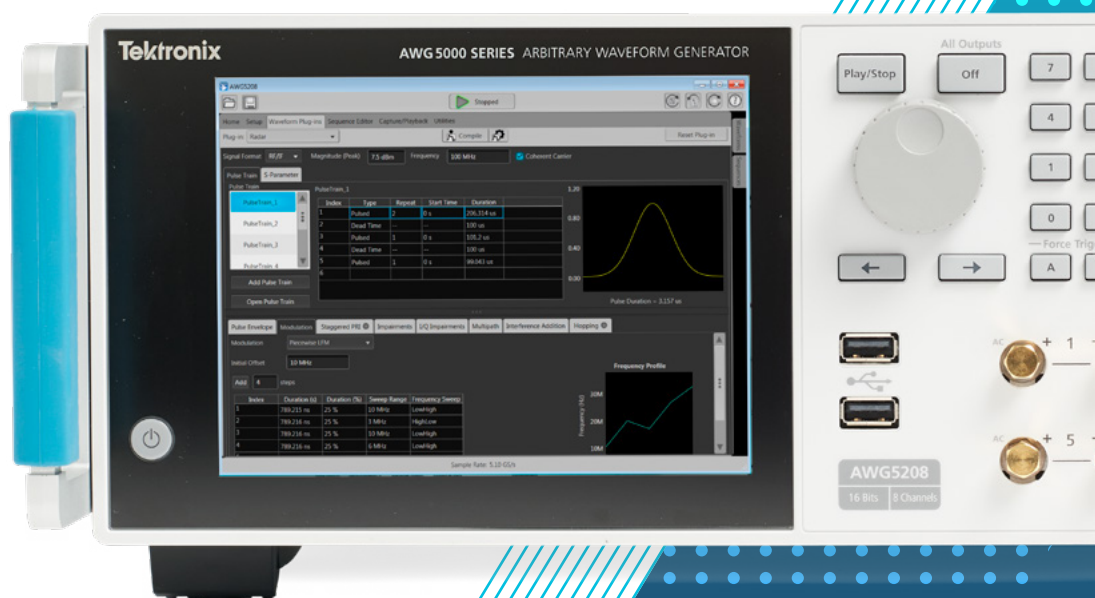 Tektronix
AWG 5000 SERIES ARBITRARY WAVEFORM GENERATOR
AWG5208
Stopped
Home Setup Waveform Plug-ins Sequence Editor Capture/Playback Utilities
Plug-in: Radar
Compile
Reset Plug-in
Signal Format RF/IF Magnitude (Peak) 7.5 dBm Frequency 100 MHz Coherent Carrier
Pulse Train S-Parameter
Pulse Train
PulseTrain_1
PulseTrain_2
PulseTrain_3
PulseTrain_4
Add Pulse Train
Open Pulse Train
PulseTrain_1
Index Type Repeat Start Time Duration
1 Pulsed 2 0 s 206.314 us
2 Dead Time -- -- 100 us
3 Pulsed 1 0 s 101.2 us
4 Dead Time -- -- 100 us
5 Pulsed 1 0 s 99.043 us
6
1.20
0.80
0.40
0.00
Pulse Duration = 3.157 us
Pulse Envelope Modulation Staggered PRI Impairments I/Q Impairments Multipath Interference Addition Hopping
Modulation Piecewise LFM
Initial Offset 10 MHz
Add 4 steps
Index Duration (s) Duration (%) Sweep Range Frequency Sweep
1 789.215 ns 25 % 10 MHz LowHigh
2 789.216 ns 25 % 3 MHz HighLow
3 789.216 ns 25 % 10 MHz LowHigh
4 789.216 ns 25 % 6 MHz LowHigh
Frequency Profile
Frequency (Hz)
30M
20M
10M
Sample Rate: 5.10 GS/s
All Outputs
Play/Stop
Off
7
4
1
0
Force Trig
A
AC + 1
AC + 5
AWG5208
16 Bits 8 Channels